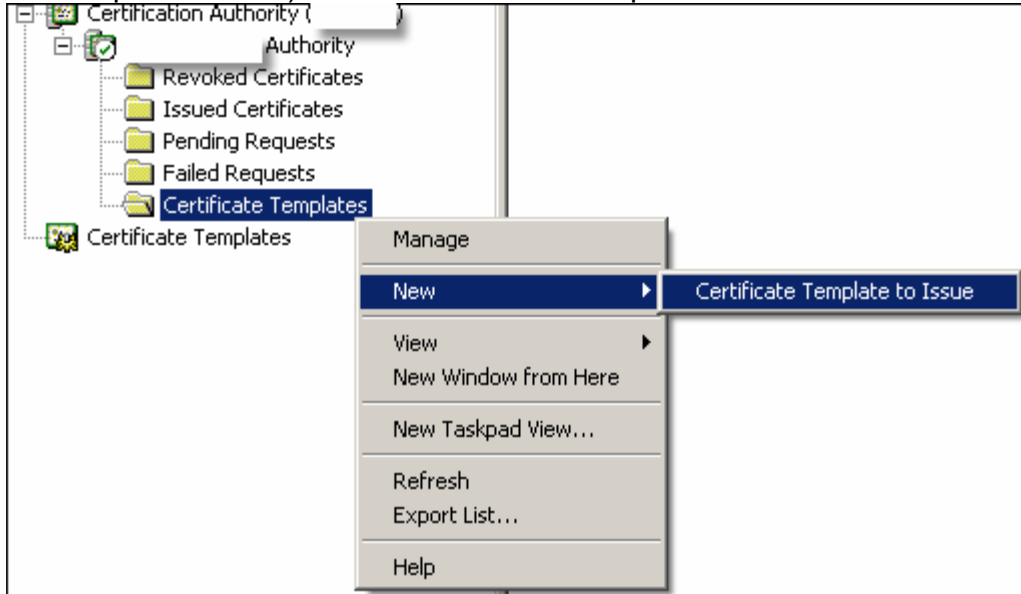 Certification Authority (
Authority
Revoked Certificates
Issued Certificates
Pending Requests
Failed Requests
Certificate Templates
Certificate Templates
Manage
New
Certificate Template to Issue
View
New Window from Here
New Taskpad View...
Refresh
Export List...
Help